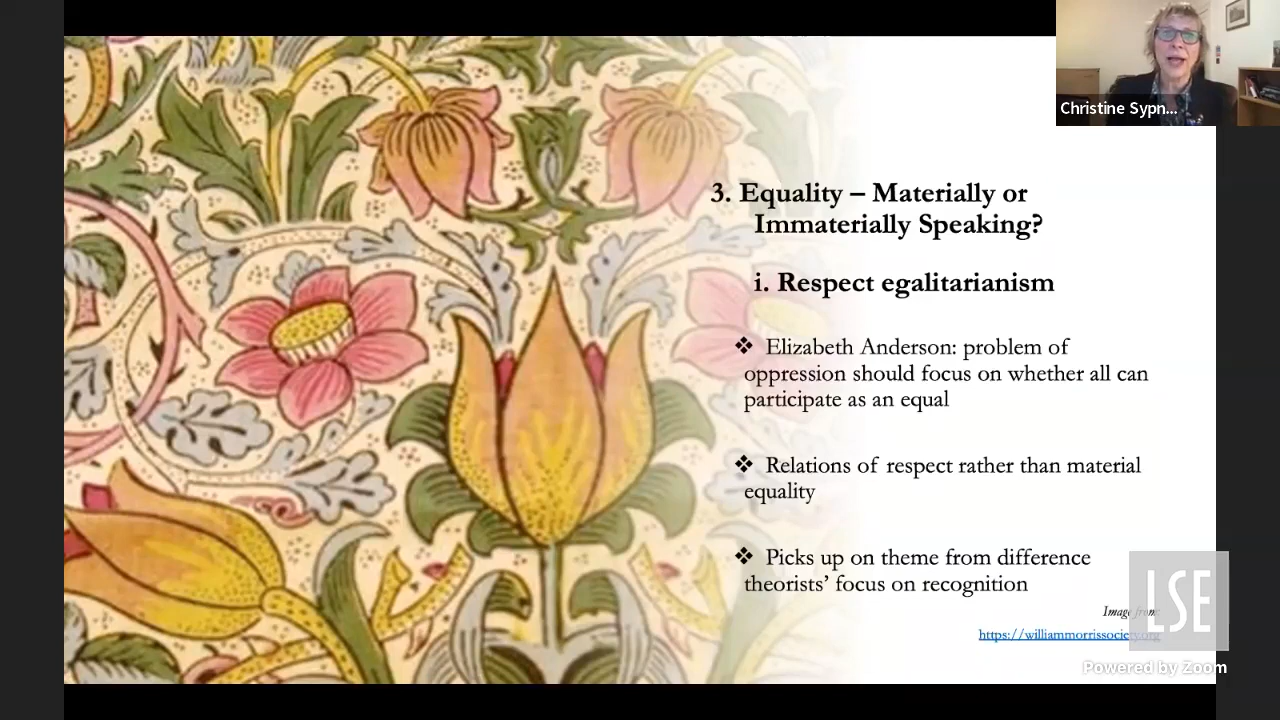 Christine Sypn...
3. Equality – Materially or
Immaterially Speaking?
i. Respect egalitarianism
❖ Elizabeth Anderson: problem of
oppression should focus on whether all can
participate as an equal
❖ Relations of respect rather than material
equality
❖ Picks up on theme from difference
theorists' focus on recognition
Image from:
https://williammorrissociety.org
LSE
Powered by Zoom